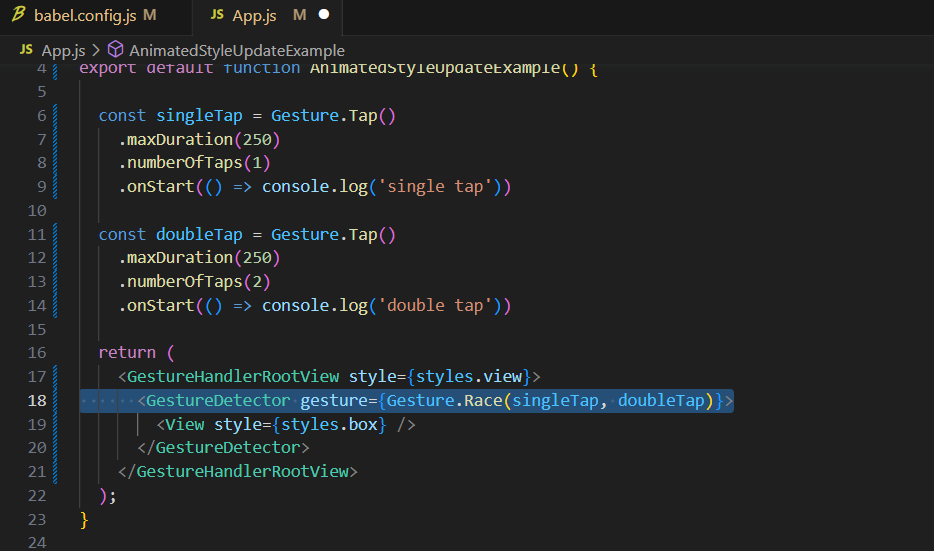 babel.config.js M
JS App.js M
JS App.js > AnimatedStyleUpdateExample
4 export default function AnimatedStyleUpdateExample() {
5
6 const singleTap = Gesture.Tap()
7 .maxDuration(250)
8 .numberOfTaps(1)
9 .onStart(() => console.log('single tap'))
10
11 const doubleTap = Gesture.Tap()
12 .maxDuration(250)
13 .numberOfTaps(2)
14 .onStart(() => console.log('double tap'))
15
16 return (
17 <GestureHandlerRootView style={styles.view}>
18 <GestureDetector gesture={Gesture.Race(singleTap, doubleTap)}>
19 <View style={styles.box} />
20 </GestureDetector>
21 </GestureHandlerRootView>
22 );
23 }
24